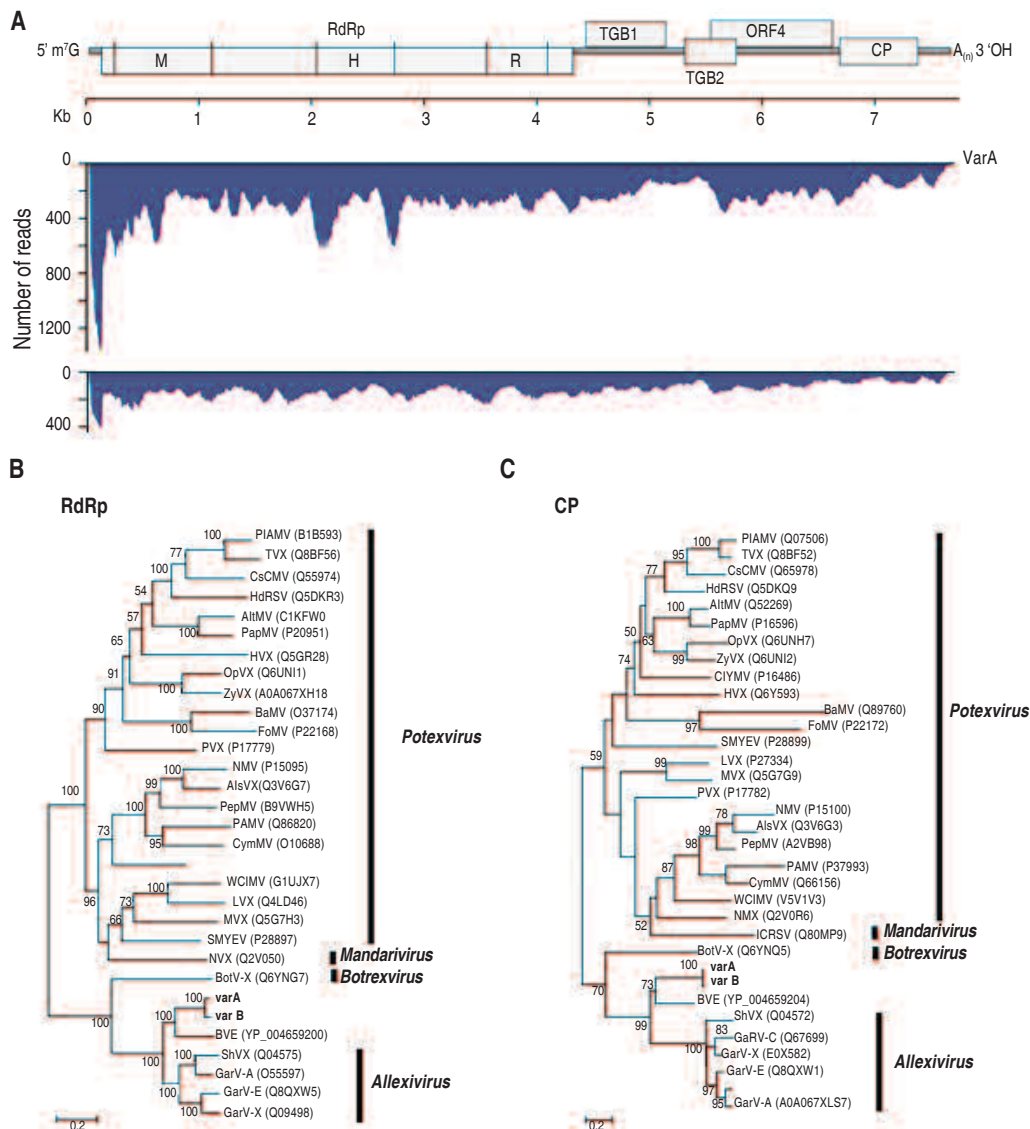 A
RdRp
TGB1
ORF4
5' m7G
M
H
R
CP
A(n) 3 'OH
TGB2
Kb
0 1 2 3 4 5 6 7
VarA
Number of reads
0
400
800
1200
0
400
B
RdRp
100
PlAMV (B1B593)
77
TVX (Q8BF56)
100
CsCMV (Q55974)
54
HdRSV (Q5DKR3)
57
AltMV (C1KFW0
100
PapMV (P20951)
65
HVX (Q5GR28)
91
OpVX (Q6UNI1)
100
ZyVX (A0A067XH18
90
BaMV (O37174)
100
FoMV (P22168)
PVX (P17779)
Potexvirus
100
NMV (P15095)
99
AlsVX(Q3V6G7)
100
PepMV (B9VWH5)
100
PAMV (Q86820)
73
95
CymMV (O10688)
96
WClMV (G1UJX7)
100
LVX (Q4LD46)
73
MVX (Q5G7H3)
66
SMYEV (P28897)
NVX (Q2V050)
Mandarivirus
BotV-X (Q6YNG7)
Botrexvirus
100
100
varA
var B
100
BVE (YP_004659200)
100
ShVX (Q04575)
100
GarV-A (O55597)
100
GarV-E (Q8QXW5)
100
GarV-X (Q09498)
Allexivirus
0.2
C
CP
100
PlAMV (Q07506)
95
TVX (Q8BF52)
77
CsCMV (Q65978)
HdRSV (Q5DKQ9
100
AltMV (Q52269)
50
PapMV (P16596)
63
OpVX (Q6UNH7)
99
ZyVX (Q6UNI2)
74
ClYMV (P16486)
HVX (Q6Y593)
BaMV (Q89760)
97
FoMV (P22172)
Potexvirus
SMYEV (P28899)
59
99
LVX (P27334)
MVX (Q5G7G9)
PVX (P17782)
78
NMV (P15100)
99
AlsVX (Q3V6G3)
98
PepMV (A2VB98)
87
PAMV (P37993)
CymMV (Q66156)
WClMV (V5V1V3)
52
NMX (Q2V0R6)
ICRSV (Q80MP9)
Mandarivirus
BotV-X (Q6YNQ5)
Botrexvirus
70
100
varA
var B
73
BVE (YP_004659204)
99
ShVX (Q04572)
83
GaRV-C (Q67699)
100
GarV-X (E0X582)
GarV-E (Q8QXW1)
97
95
GarV-A (A0A067XLS7)
Allexivirus
0.2